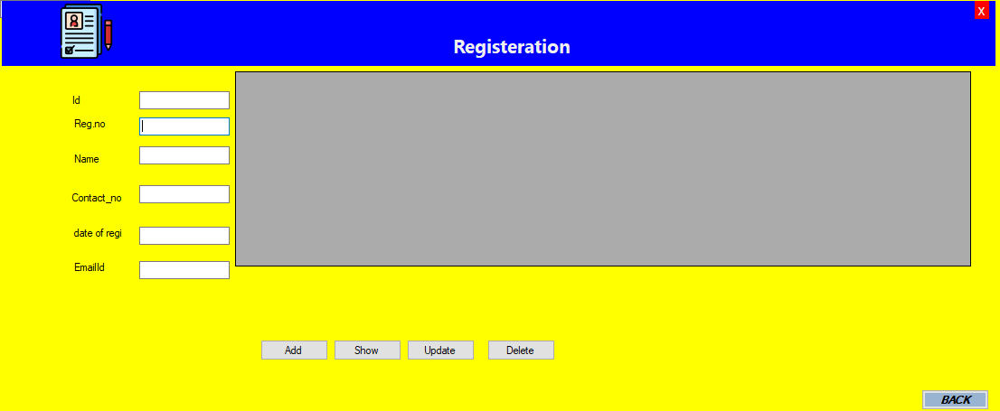 X
Registeration
Id
Reg.no
Name
Contact_no
date of regi
EmailId
Add Show Update Delete
BACK